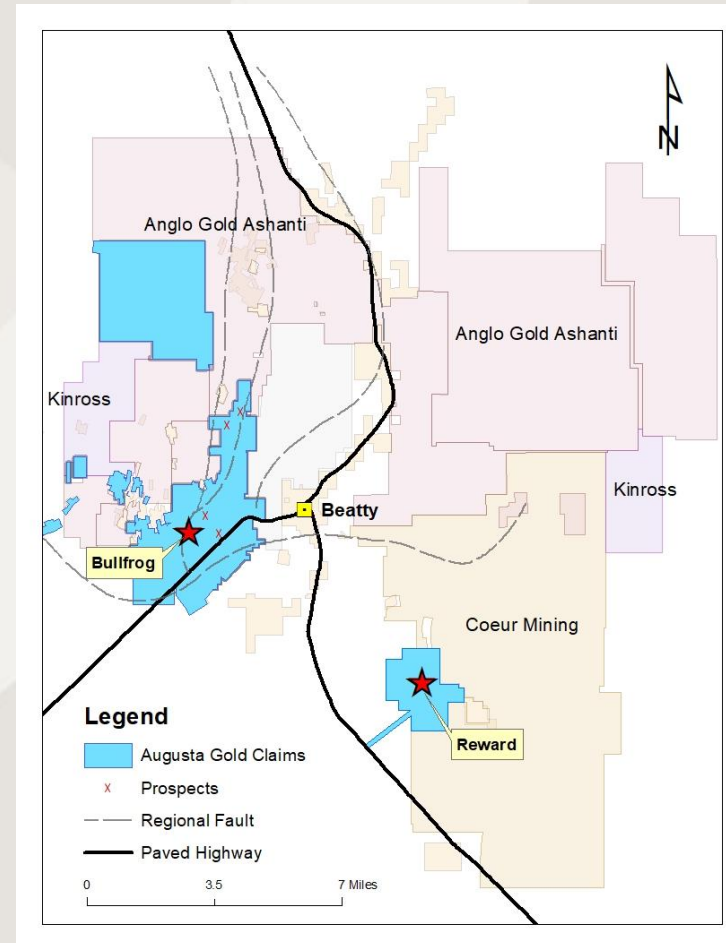 N
Anglo Gold Ashanti
Anglo Gold Ashanti
Kinross
Kinross
Beatty
Bullfrog
Coeur Mining
Reward
Legend
Augusta Gold Claims
x Prospects
Regional Fault
Paved Highway
0 3.5 7 Miles